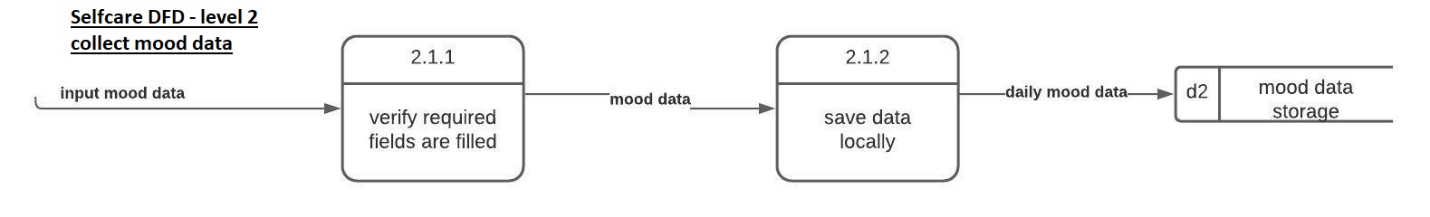 Selfcare DFD - level 2
collect mood data
input mood data
2.1.1
verify required
fields are filled
mood data
2.1.2
save data
locally
daily mood data
d2
mood data
storage